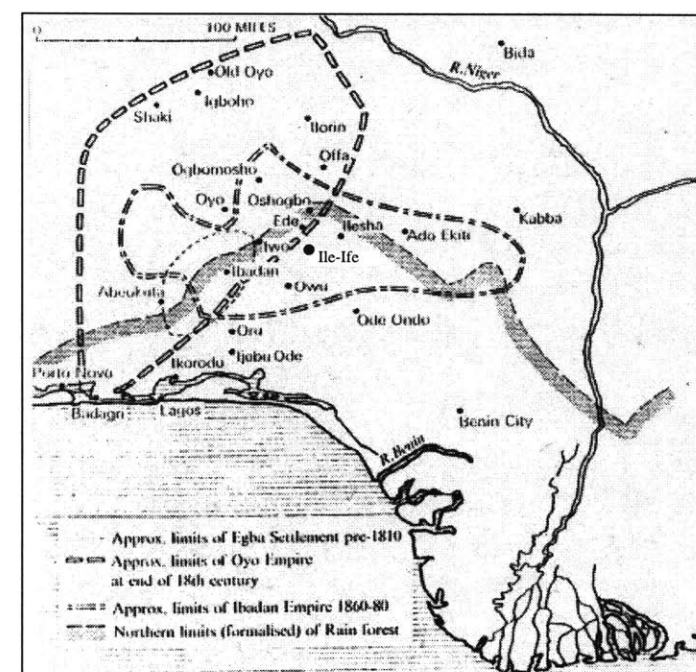 0 100 MILES
Bida
R.Niger
Old Oyo
Igboho
Shaki
Ilorin
Offa
Ogbomosho
Oyo
Oshogbo
Ede
Ilesha
Ado Ekiti
Kabba
Iwo
Ile-Ife
Ibadan
Abeokuta
Owu
Ode Ondo
Oru
Ijebu Ode
Ikorodu
Porto Novo
Badagri
Lagos
Benin City
R.Benin
Approx. limits of Egba Settlement pre-1810
Approx. limits of Oyo Empire
at end of 18th century
Approx. limits of Ibadan Empire 1860-80
Northern limits (formalised) of Rain forest